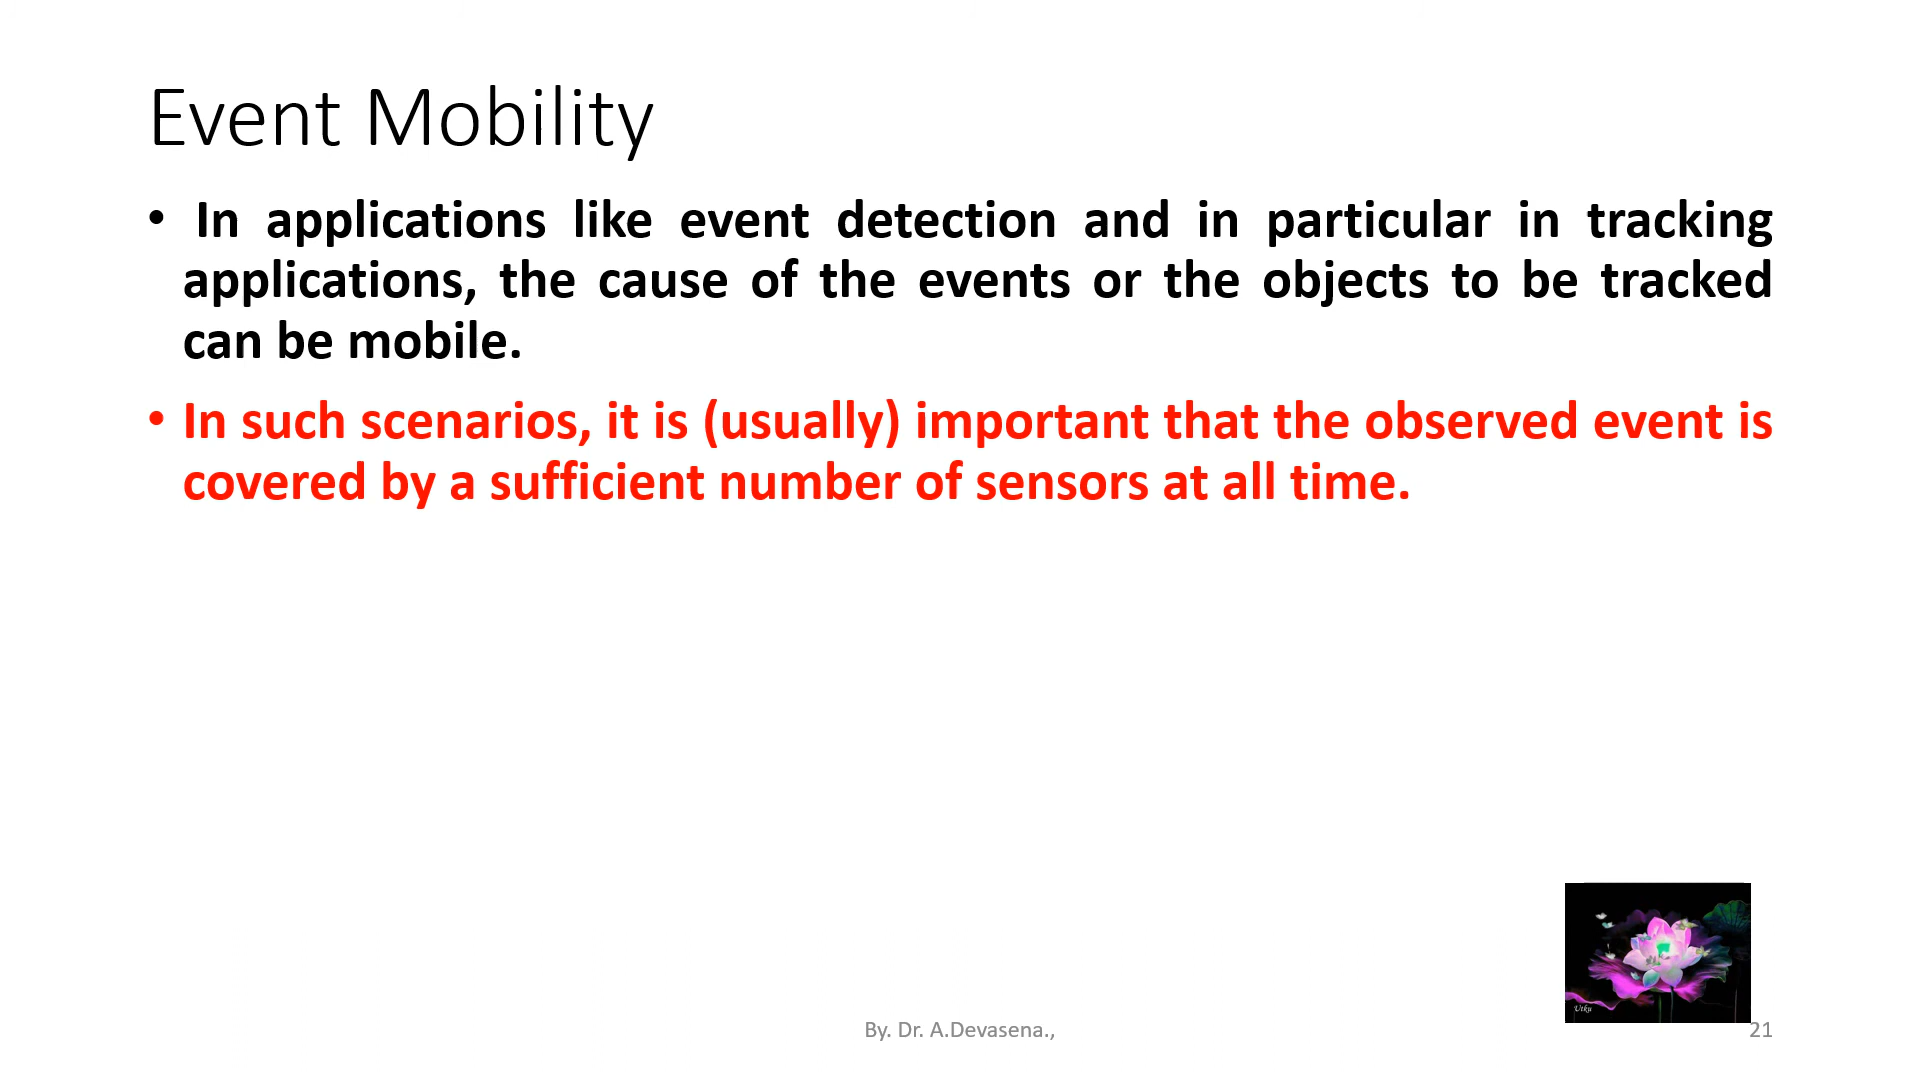 Event Mobility
• In applications like event detection and in particular in tracking
applications, the cause of the events or the objects to be tracked
can be mobile.
• In such scenarios, it is (usually) important that the observed event is
covered by a sufficient number of sensors at all time.
Utku
By. Dr. A.Devasena.,
21